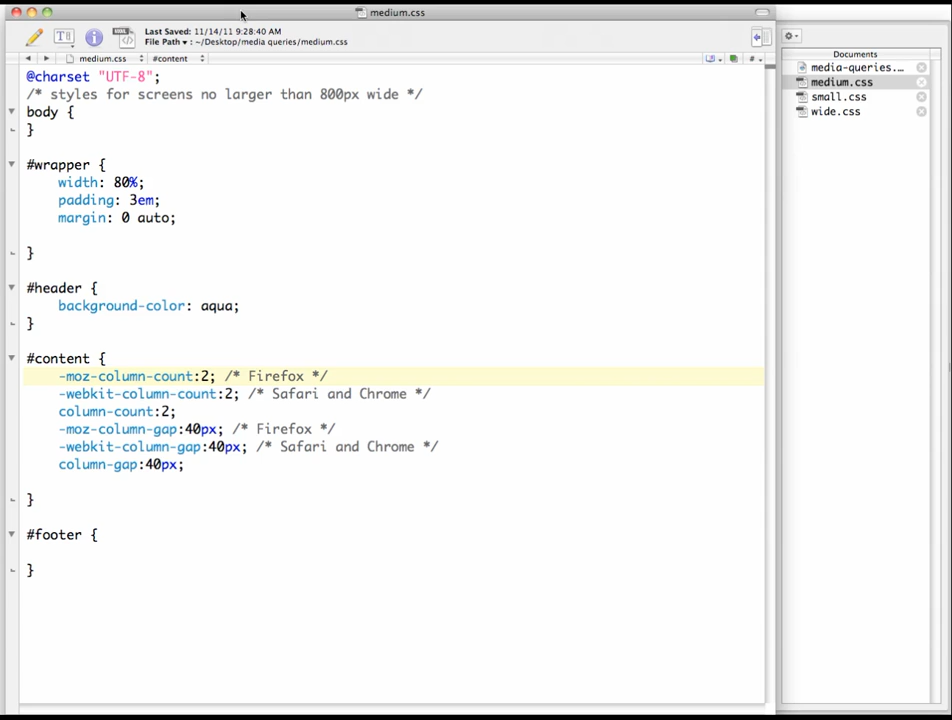 medium.css
Last Saved: 11/14/11 9:28:40 AM
File Path ▾ : ~/Desktop/media queries/medium.css
medium.css #content
@charset "UTF-8";
/* styles for screens no larger than 800px wide */
body {
}
#wrapper {
width: 80%;
padding: 3em;
margin: 0 auto;
}
#header {
background-color: aqua;
}
#content {
-moz-column-count:2; /* Firefox */
-webkit-column-count:2; /* Safari and Chrome */
column-count:2;
-moz-column-gap:40px; /* Firefox */
-webkit-column-gap:40px; /* Safari and Chrome */
column-gap:40px;
}
#footer {
}
Documents
media-queries....
medium.css
small.css
wide.css